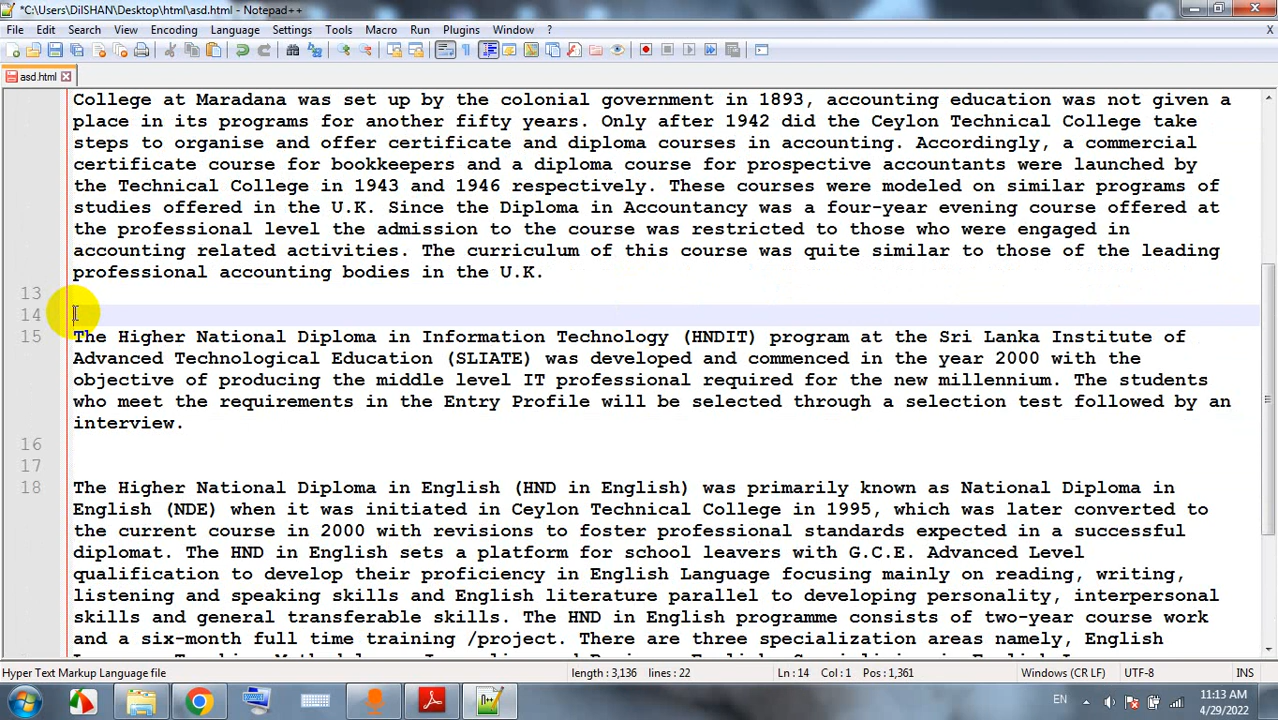 *C:\Users\DilSHAN\Desktop\html\asd.html - Notepad++
File Edit Search View Encoding Language Settings Tools Macro Run Plugins Window ? X
asd.html
College at Maradana was set up by the colonial government in 1893, accounting education was not given a
place in its programs for another fifty years. Only after 1942 did the Ceylon Technical College take
steps to organise and offer certificate and diploma courses in accounting. Accordingly, a commercial
certificate course for bookkeepers and a diploma course for prospective accountants were launched by
the Technical College in 1943 and 1946 respectively. These courses were modeled on similar programs of
studies offered in the U.K. Since the Diploma in Accountancy was a four-year evening course offered at
the professional level the admission to the course was restricted to those who were engaged in
accounting related activities. The curriculum of this course was quite similar to those of the leading
professional accounting bodies in the U.K.
13
14
15 The Higher National Diploma in Information Technology (HNDIT) program at the Sri Lanka Institute of
Advanced Technological Education (SLIATE) was developed and commenced in the year 2000 with the
objective of producing the middle level IT professional required for the new millennium. The students
who meet the requirements in the Entry Profile will be selected through a selection test followed by an
interview.
16
17
18 The Higher National Diploma in English (HND in English) was primarily known as National Diploma in
English (NDE) when it was initiated in Ceylon Technical College in 1995, which was later converted to
the current course in 2000 with revisions to foster professional standards expected in a successful
diplomat. The HND in English sets a platform for school leavers with G.C.E. Advanced Level
qualification to develop their proficiency in English Language focusing mainly on reading, writing,
listening and speaking skills and English literature parallel to developing personality, interpersonal
skills and general transferable skills. The HND in English programme consists of two-year course work
and a six-month full time training /project. There are three specialization areas namely, English
Hyper Text Markup Language file length : 3,136 lines : 22 Ln : 14 Col : 1 Pos : 1,361 Windows (CR LF) UTF-8 INS
EN 11:13 AM
4/29/2022